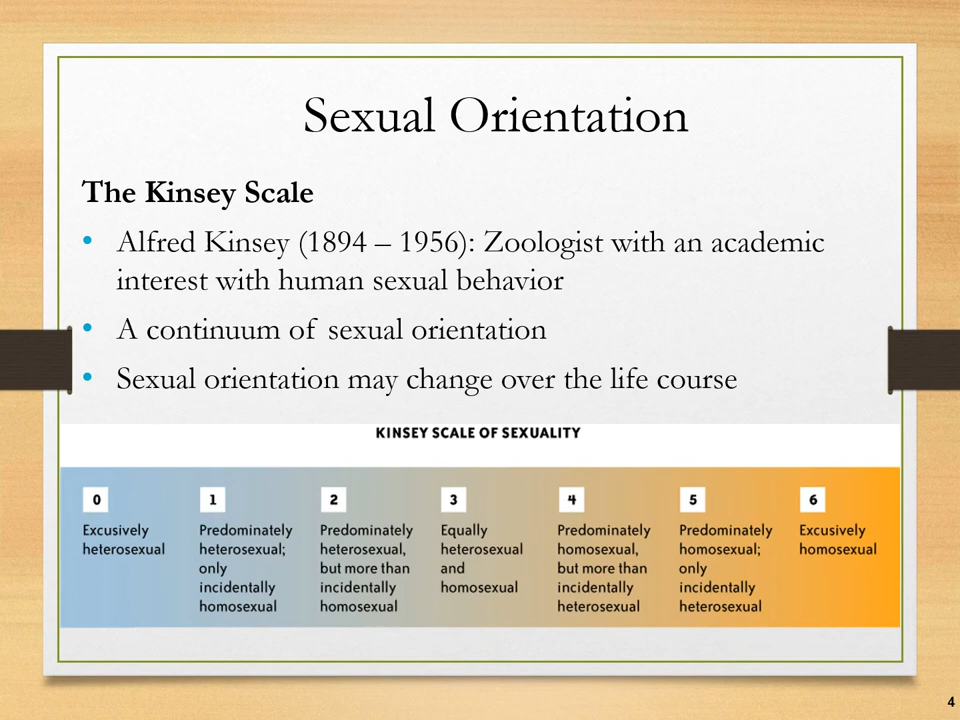 Sexual Orientation
The Kinsey Scale
• Alfred Kinsey (1894 – 1956): Zoologist with an academic
interest with human sexual behavior
• A continuum of sexual orientation
• Sexual orientation may change over the life course
KINSEY SCALE OF SEXUALITY
0
Excusively
heterosexual
1
Predominately
heterosexual;
only
incidentally
homosexual
2
Predominately
heterosexual,
but more than
incidentally
homosexual
3
Equally
heterosexual
and
homosexual
4
Predominately
homosexual,
but more than
incidentally
heterosexual
5
Predominately
homosexual;
only
incidentally
heterosexual
6
Excusively
homosexual
4